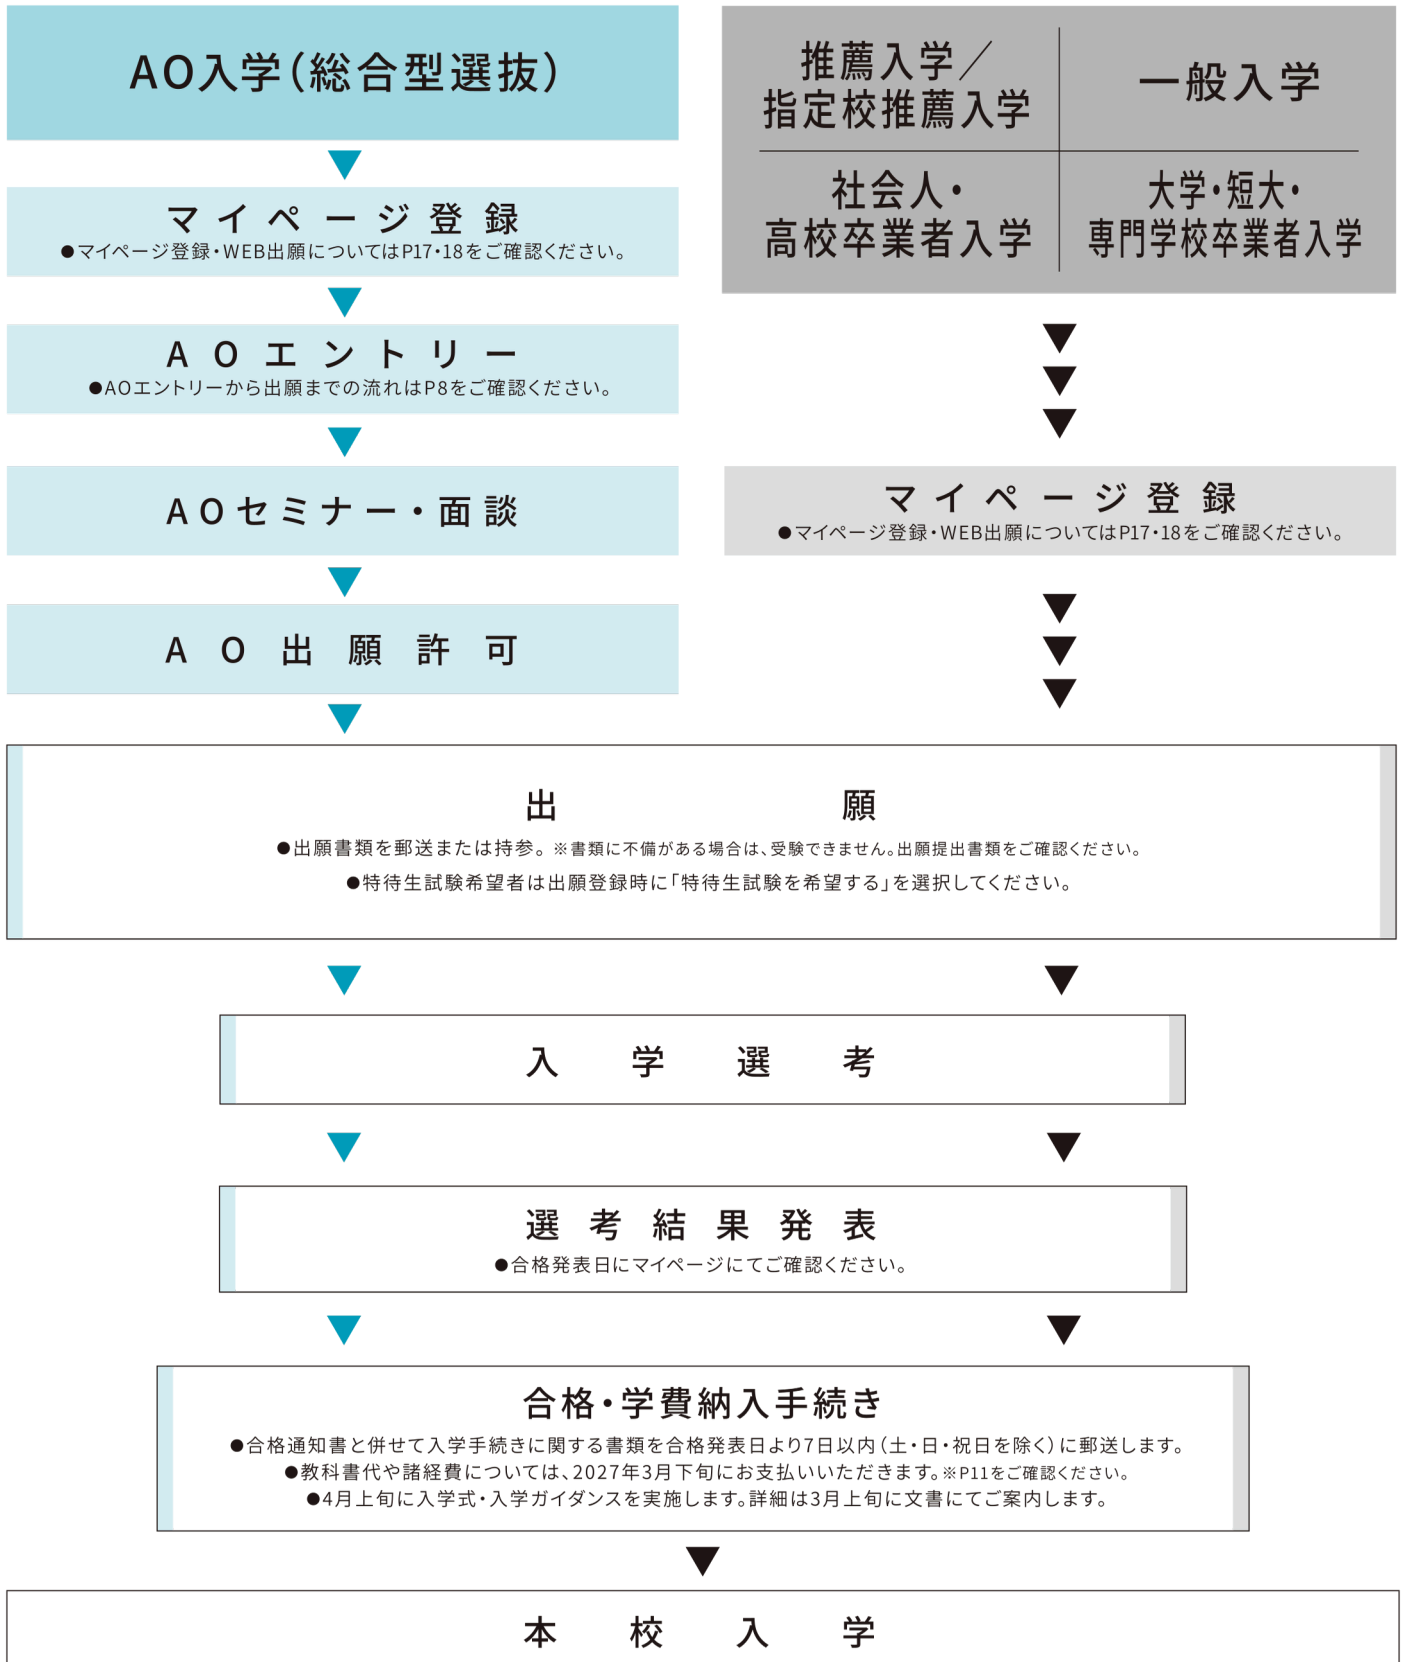 AO入学(総合型選抜)
マイページ登録
●マイページ登録・WEB出願についてはP17・18をご確認ください。
AOエントリー
●AOエントリーから出願までの流れはP8をご確認ください。
AOセミナー・面談
AO出願許可
推薦入学／
指定校推薦入学
一般入学
社会人・
高校卒業者入学
大学・短大・
専門学校卒業者入学
マイページ登録
●マイページ登録・WEB出願についてはP17・18をご確認ください。
出願
●出願書類を郵送または持参。※書類に不備がある場合は、受験できません。出願提出書類をご確認ください。
●特待生試験希望者は出願登録時に「特待生試験を希望する」を選択してください。
入学選考
選考結果発表
●合格発表日にマイページにてご確認ください。
合格・学費納入手続き
●合格通知書と併せて入学手続きに関する書類を合格発表日より7日以内(土・日・祝日を除く)に郵送します。
●教科書代や諸経費については、2027年3月下旬にお支払いいただきます。※P11をご確認ください。
●4月上旬に入学式・入学ガイダンスを実施します。詳細は3月上旬に文書にてご案内します。
本校入学